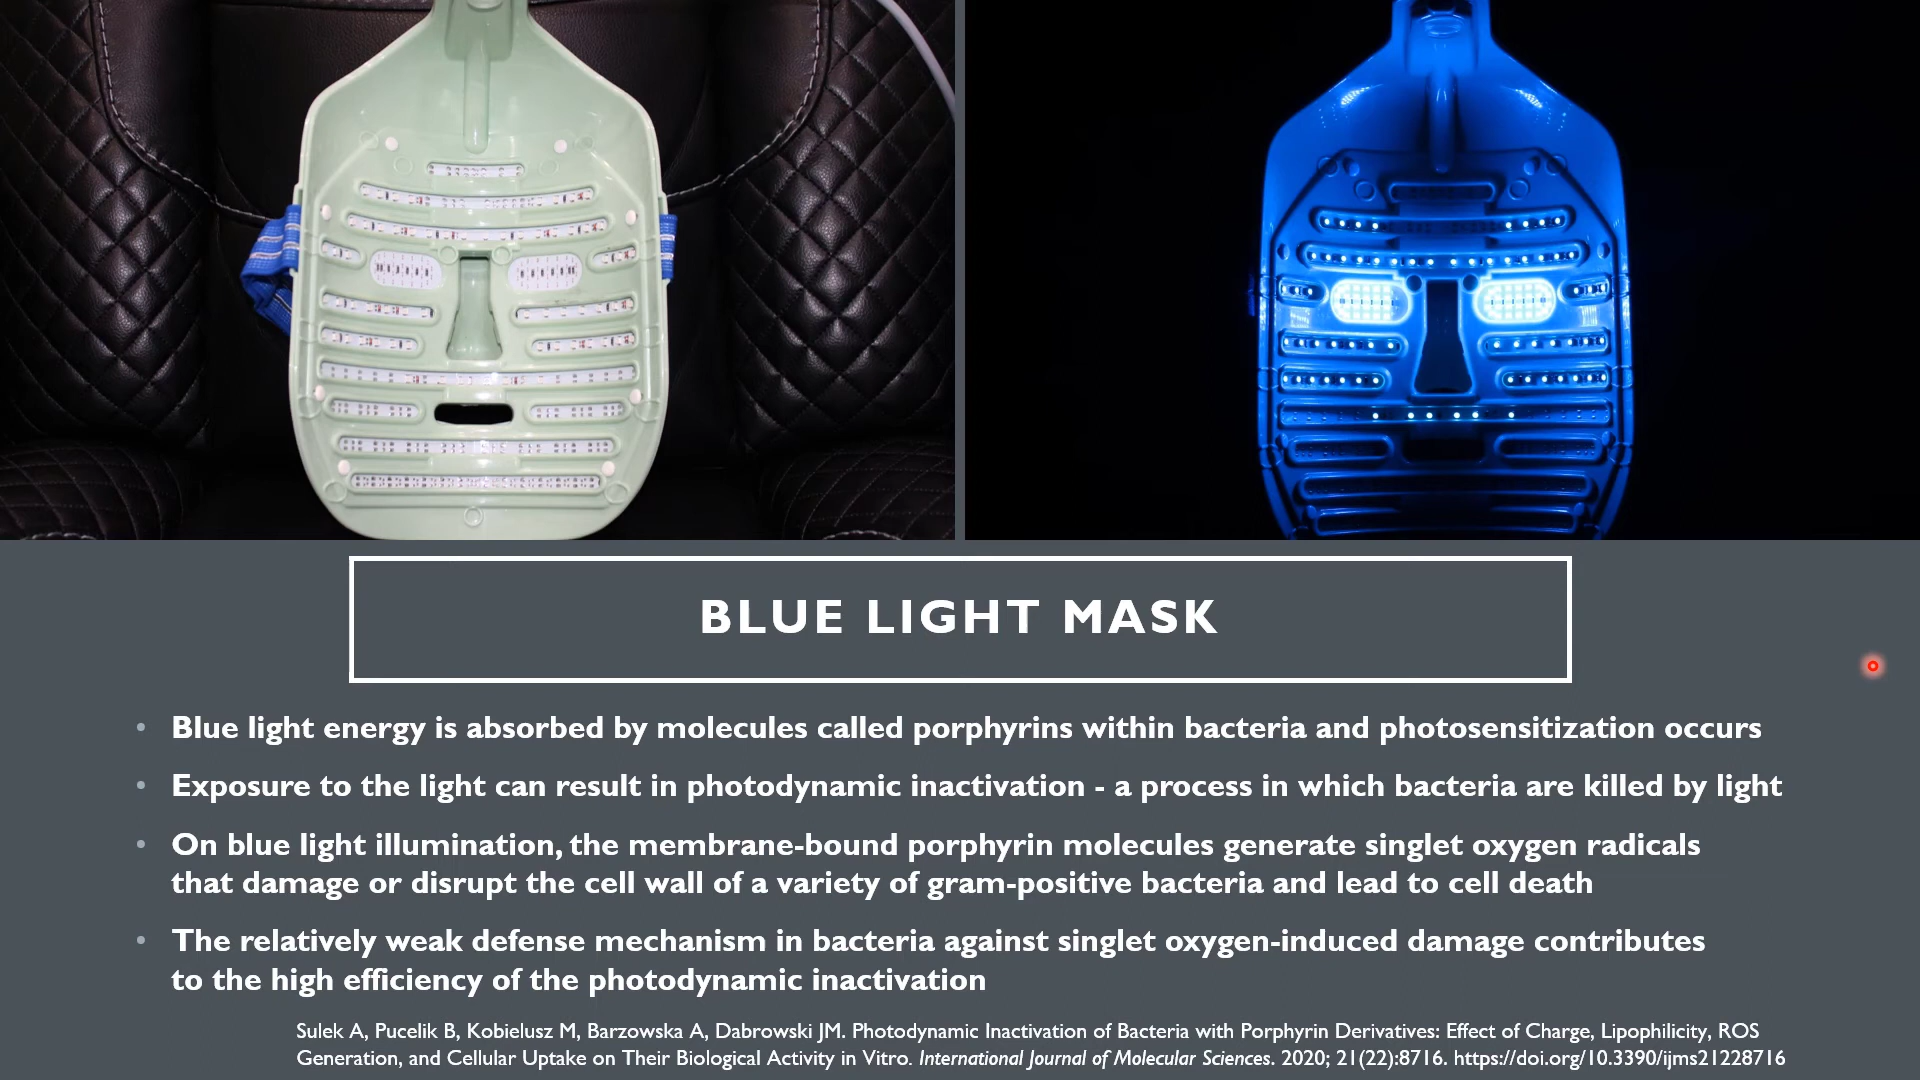 BLUE LIGHT MASK
• Blue light energy is absorbed by molecules called porphyrins within bacteria and photosensitization occurs
• Exposure to the light can result in photodynamic inactivation - a process in which bacteria are killed by light
• On blue light illumination, the membrane-bound porphyrin molecules generate singlet oxygen radicals
that damage or disrupt the cell wall of a variety of gram-positive bacteria and lead to cell death
• The relatively weak defense mechanism in bacteria against singlet oxygen-induced damage contributes
to the high efficiency of the photodynamic inactivation
Sulek A, Pucelik B, Kobielusz M, Barzowska A, Dabrowski JM. Photodynamic Inactivation of Bacteria with Porphyrin Derivatives: Effect of Charge, Lipophilicity, ROS
Generation, and Cellular Uptake on Their Biological Activity in Vitro. International Journal of Molecular Sciences. 2020; 21(22):8716. https://doi.org/10.3390/ijms21228716